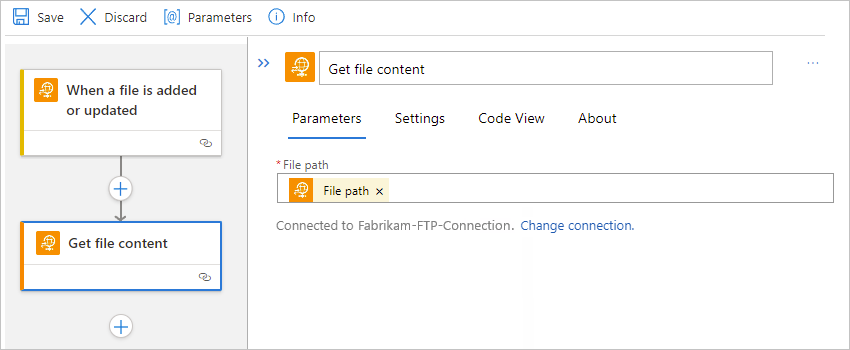 Save Discard [@] Parameters Info
When a file is added
or updated
Get file content
Get file content
...
Parameters Settings Code View About
* File path
File path ×
Connected to Fabrikam-FTP-Connection. Change connection.